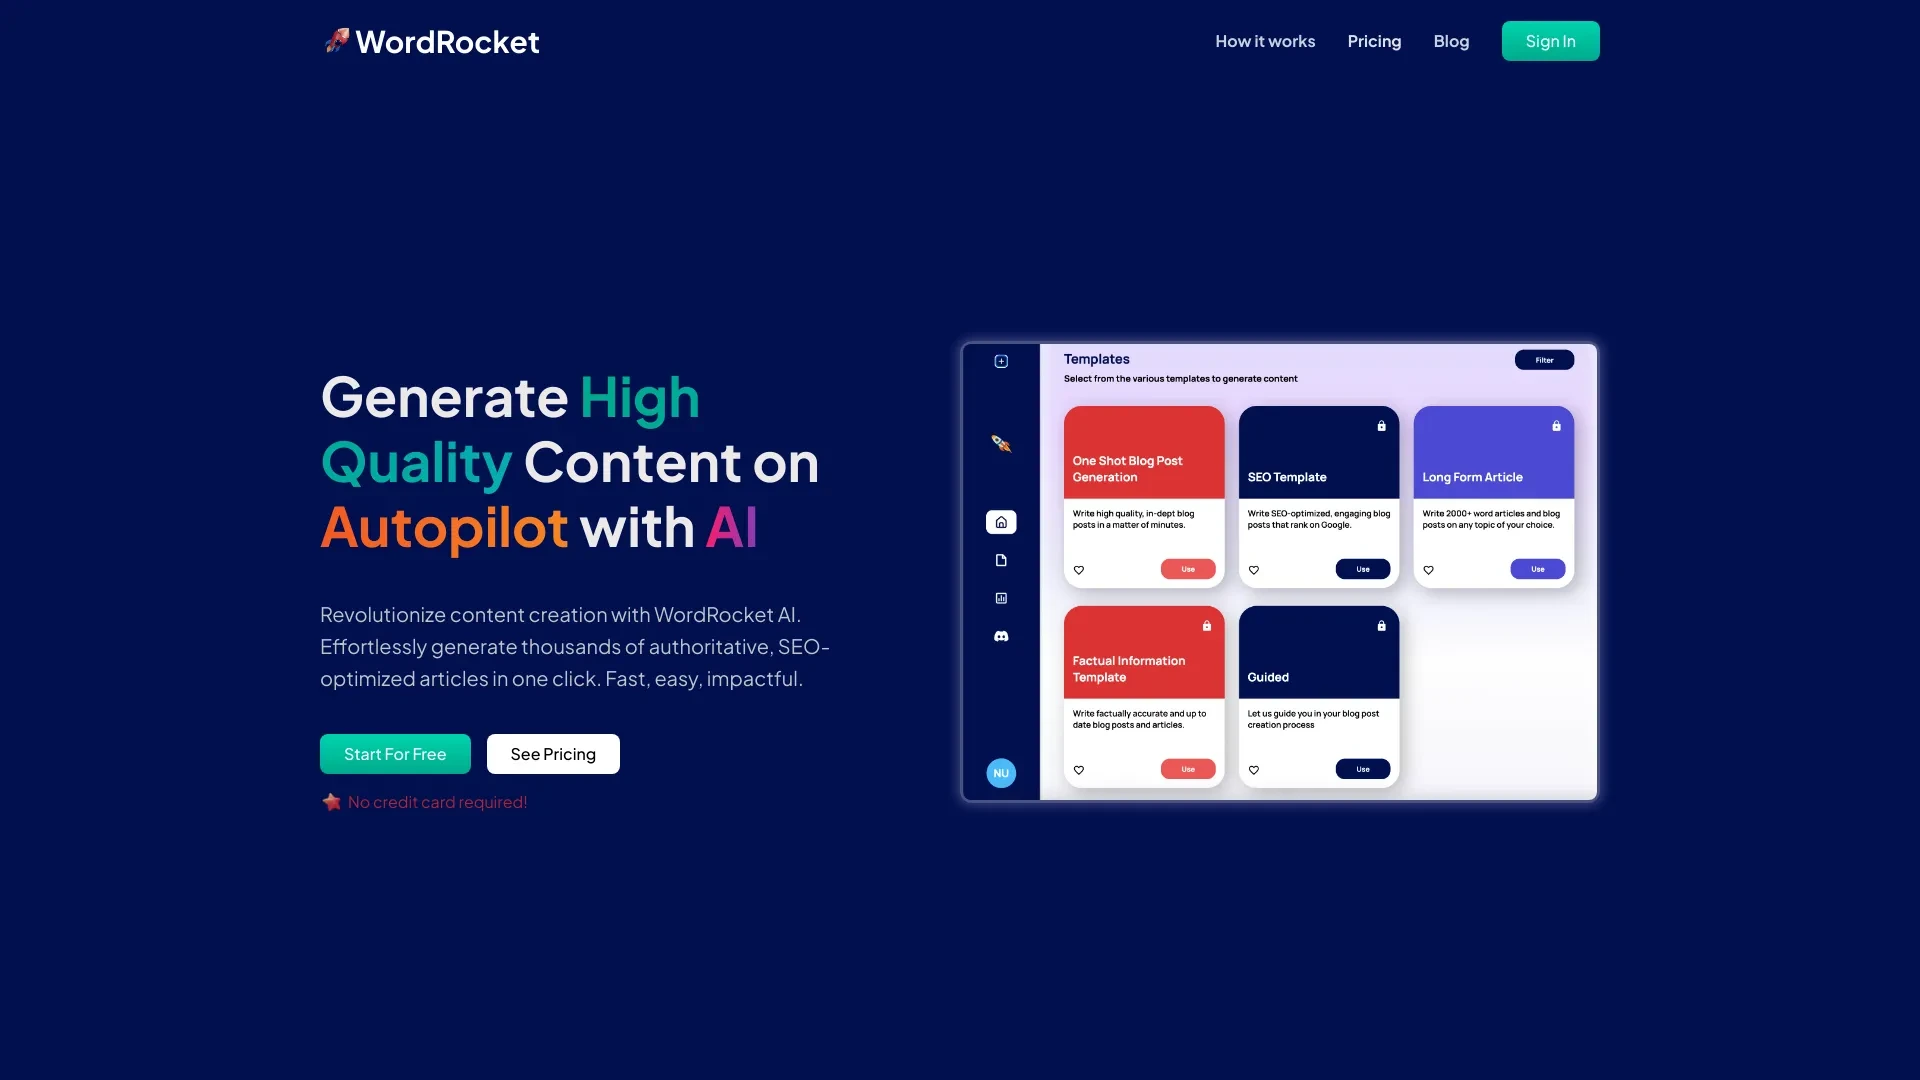 WordRocket
How it works
Pricing
Blog
Sign In
Generate High
Quality Content on
Autopilot with AI
Revolutionize content creation with WordRocket AI.
Effortlessly generate thousands of authoritative, SEO-
optimized articles in one click. Fast, easy, impactful.
Start For Free
See Pricing
No credit card required!
Templates
Filter
Select from the various templates to generate content
One Shot Blog Post
Generation
Write high quality, in-dept blog
posts in a matter of minutes.
Use
SEO Template
Write SEO-optimized, engaging blog
posts that rank on Google.
Use
Long Form Article
Write 2000+ word articles and blog
posts on any topic of your choice.
Use
Factual Information
Template
Write factually accurate and up to
date blog posts and articles.
Use
Guided
Let us guide you in your blog post
creation process
Use
NU